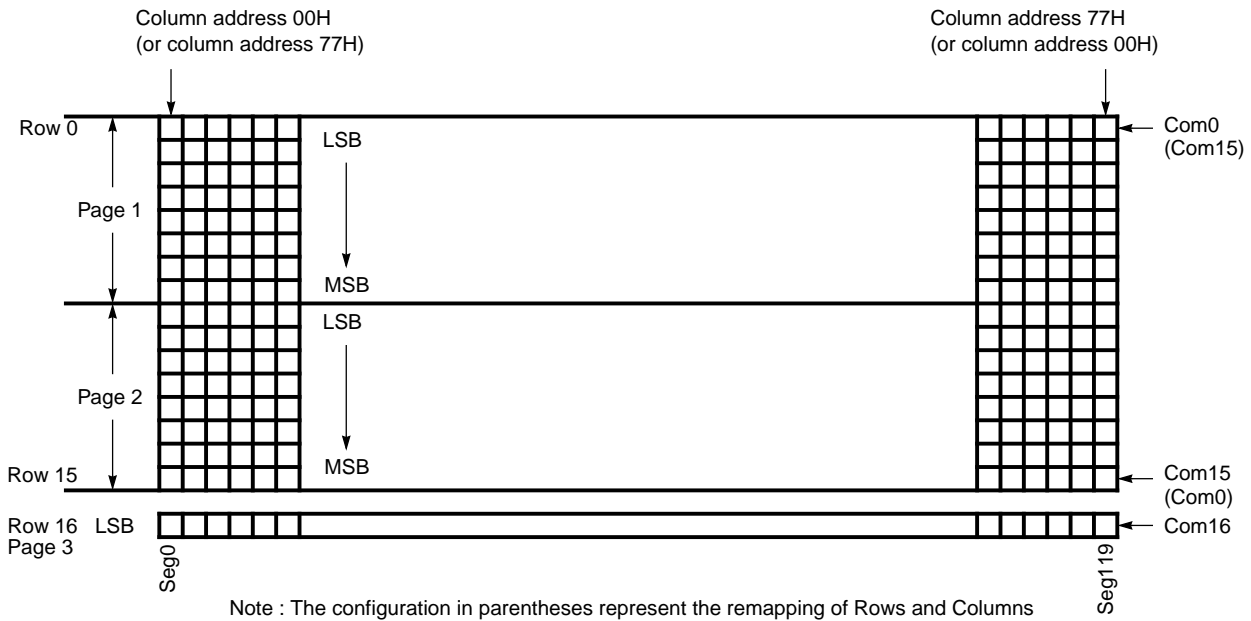 Column address 00H
(or column address 77H)
Column address 77H
(or column address 00H)
Row 0
LSB
Com0
(Com15)
Page 1
MSB
LSB
Page 2
MSB
Row 15
Com15
(Com0)
Row 16 LSB
Page 3
Com16
Seg0
Seg119
Note : The configuration in parentheses represent the remapping of Rows and Columns